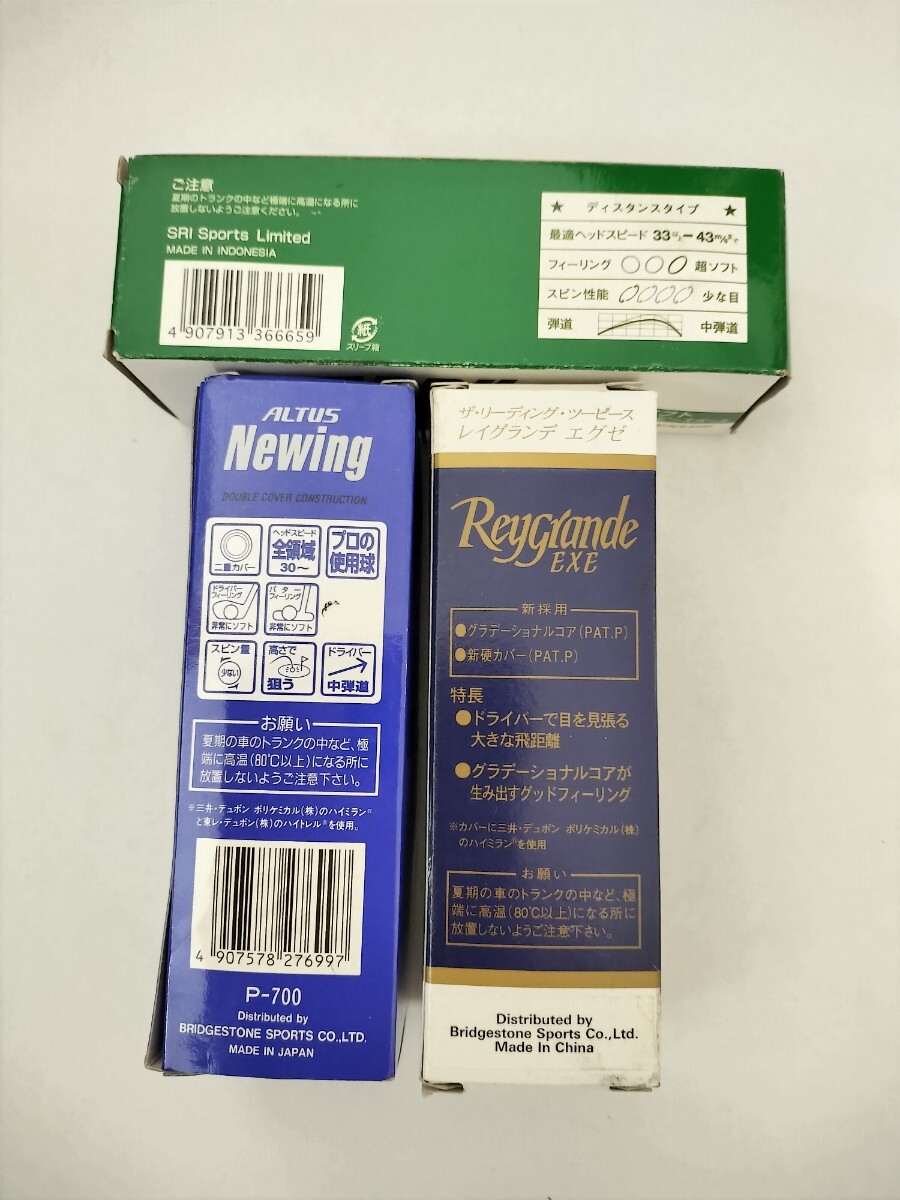 ご注意
夏期のトランクの中など極端に高温になる所に
放置しないようご注意ください。
SRI Sports Limited
MADE IN INDONESIA
4 907913 366659
紙
スリーブ箱
★ ディスタンスタイプ ★
最適ヘッドスピード 33m/sより-43m/sまで
フィーリング 超ソフト
スピン性能 少な目
弾道 中弾道
ALTUS
Newing
DOUBLE COVER CONSTRUCTION
二重カバー
ヘッドスピード
全領域
30〜
プロの
使用球
ドライバー
フィーリング
非常にソフト
パター
フィーリング
非常にソフト
スピン量
少ない
高さで
狙う
ドライバー
中弾道
お願い
夏期の車のトランクの中など、極
端に高温(80℃以上)になる所に
放置しないようご注意下さい。
※三井・デュポン ポリケミカル(株)のハイミラン®
と東レ・デュポン(株)のハイトレル®を使用。
4 907578 276997
P-700
Distributed by
BRIDGESTONE SPORTS CO.,LTD.
MADE IN JAPAN
ザ・リーディング・ツーピース
レイグランデ エグゼ
ReyGrande
EXE
新採用
●グラデーショナルコア(PAT.P)
●新硬カバー(PAT.P)
特長
●ドライバーで目を見張る
大きな飛距離
●グラデーショナルコアが
生み出すグッドフィーリング
※カバーに三井・デュポン ポリケミカル(株)
のハイミラン®を使用
お願い
夏期の車のトランクの中など、極
端に高温(80℃以上)になる所に
放置しないようご注意下さい。
Distributed by
Bridgestone Sports Co.,Ltd.
Made In China